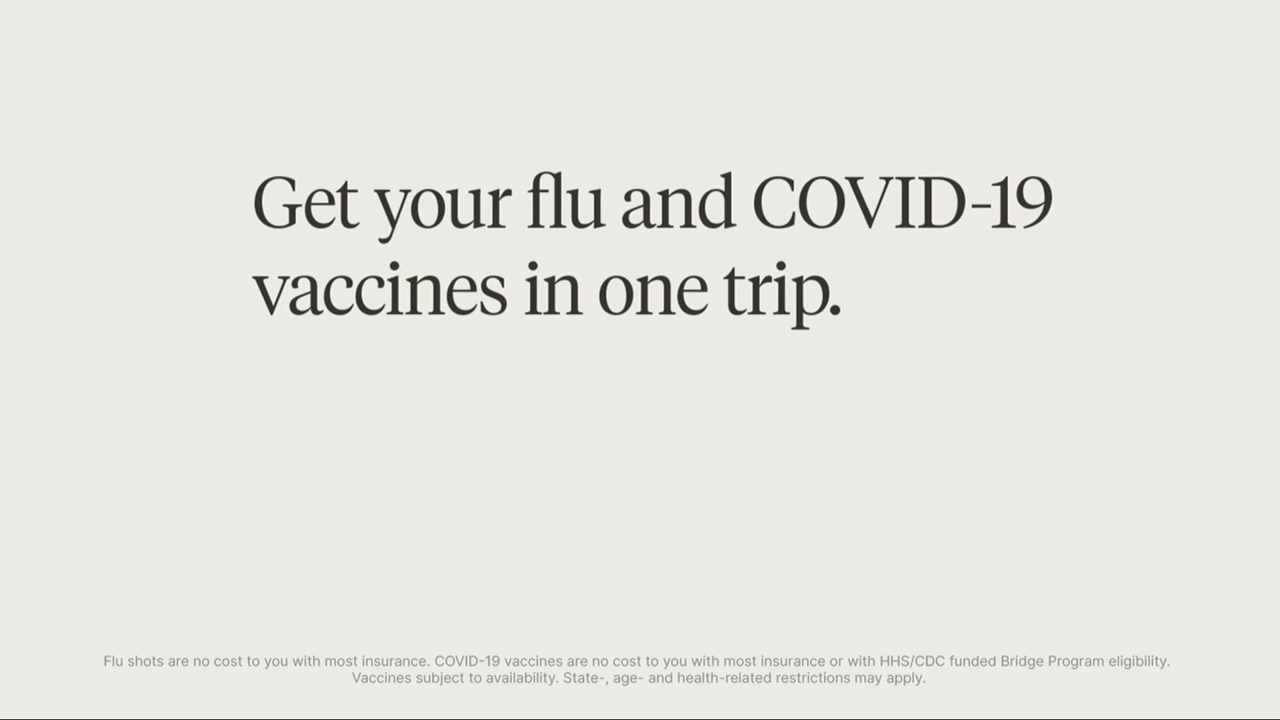 Get your flu and COVID-19
vaccines in one trip.
Flu shots are no cost to you with most insurance. COVID-19 vaccines are no cost to you with most insurance or with HHS/CDC funded Bridge Program eligibility.
Vaccines subject to availability. State-, age- and health-related restrictions may apply.